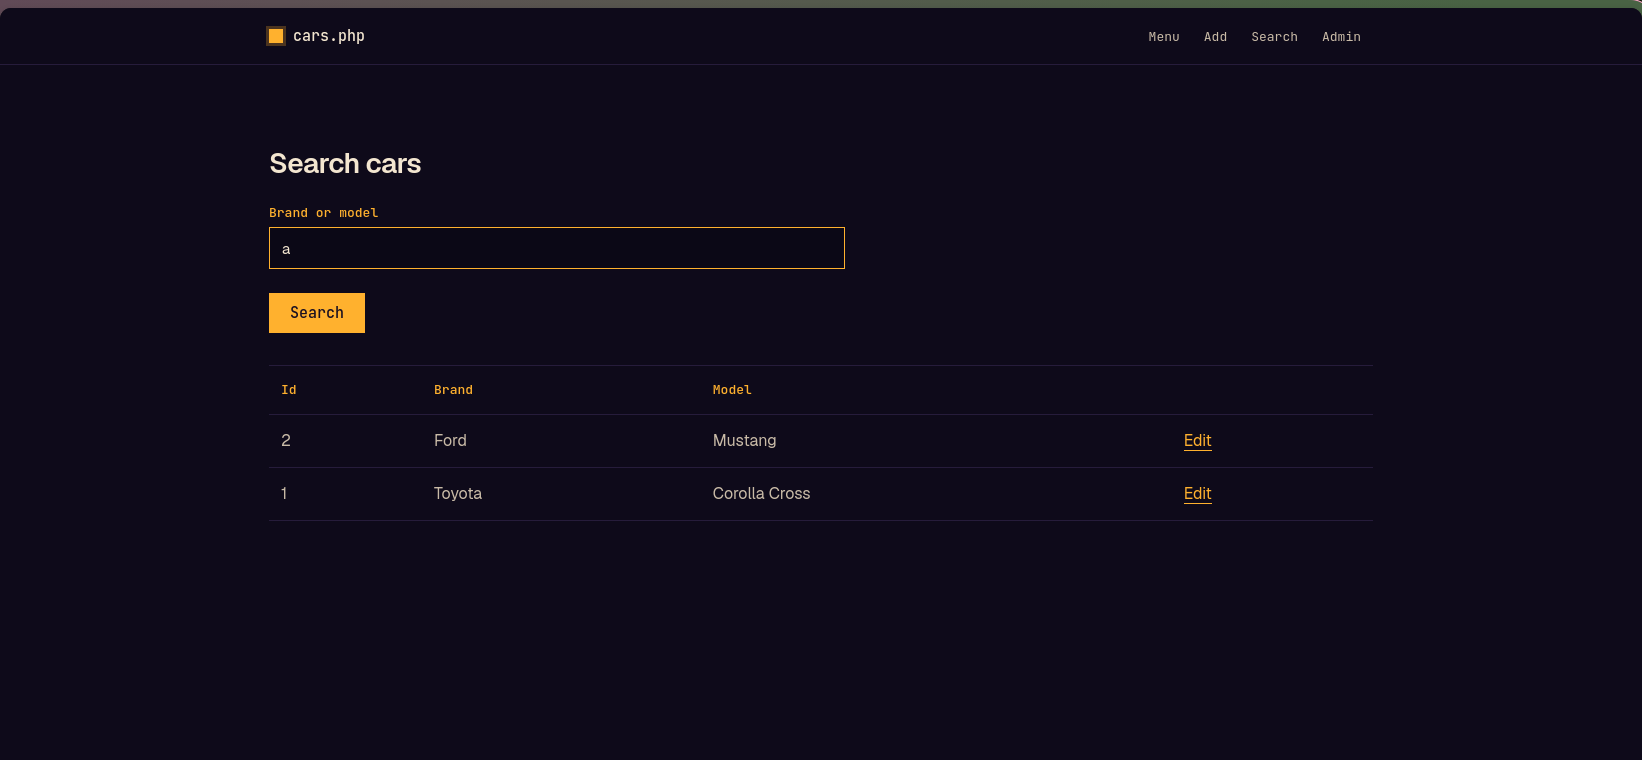 cars.php Menu Add Search Admin
Search cars
Brand or model
a
Search
Id Brand Model
2 Ford Mustang Edit
1 Toyota Corolla Cross Edit